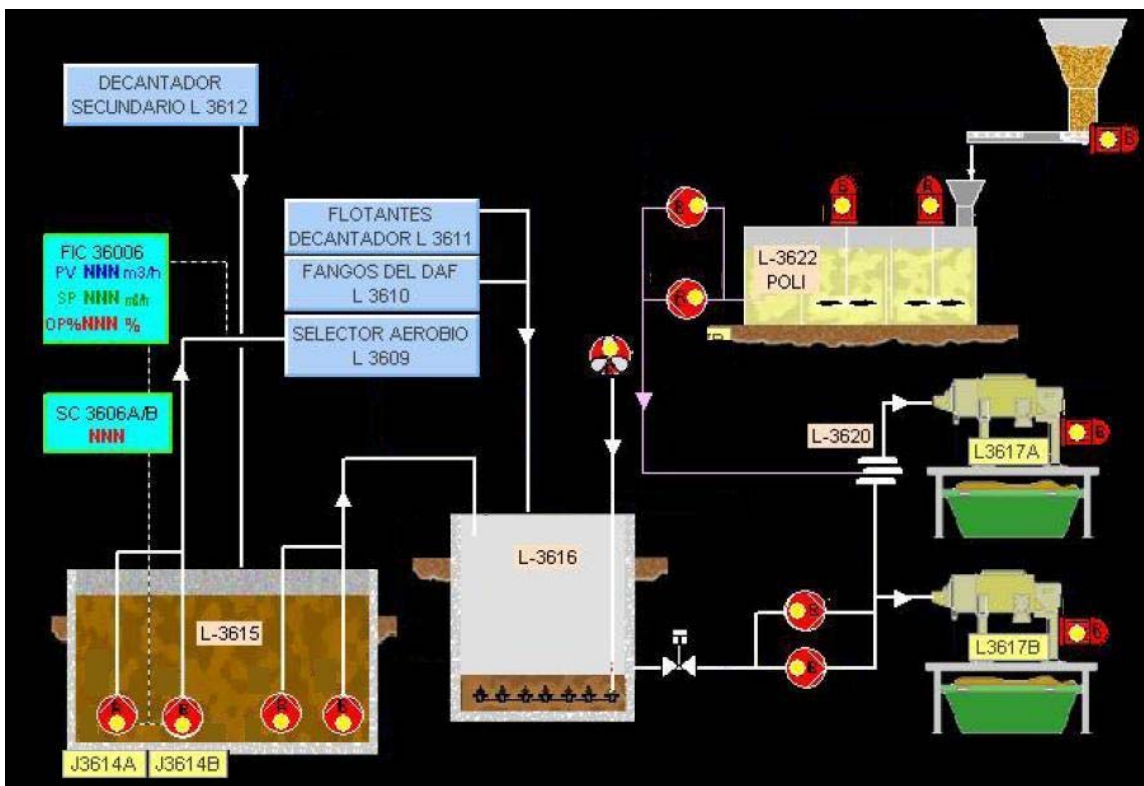 DECANTADOR
SECUNDARIO L 3612
FLOTANTES
DECANTADOR L 3611
FANGOS DEL DAF
L 3610
SELECTOR AEROBIO
L 3609
FIC 36006
PV NNN m3/h
SP NNN m3/h
OP%NNN %
SC 3606A/B
NNN
L-3622
POLI
L-3620
L3617A
L-3616
L-3615
L3617B
J3614A
J3614B